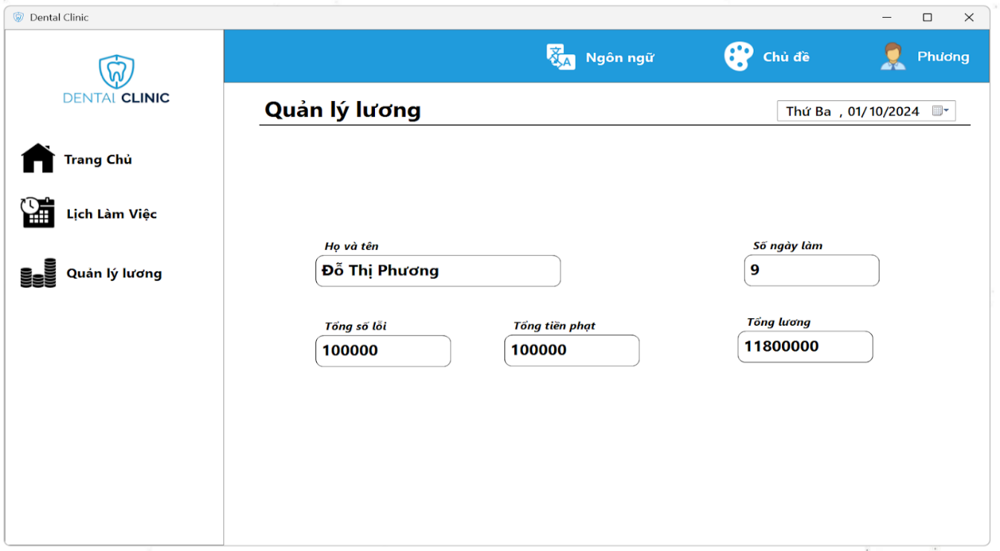 Dental Clinic
Ngôn ngữ
Chủ đề
Phương
DENTAL CLINIC
Quản lý lương
Thứ Ba , 01/10/2024
Trang Chủ
Lịch Làm Việc
Quản lý lương
Họ và tên
Số ngày làm
Đỗ Thị Phương
9
Tổng số lỗi
Tổng tiền phạt
Tổng lương
100000
100000
11800000